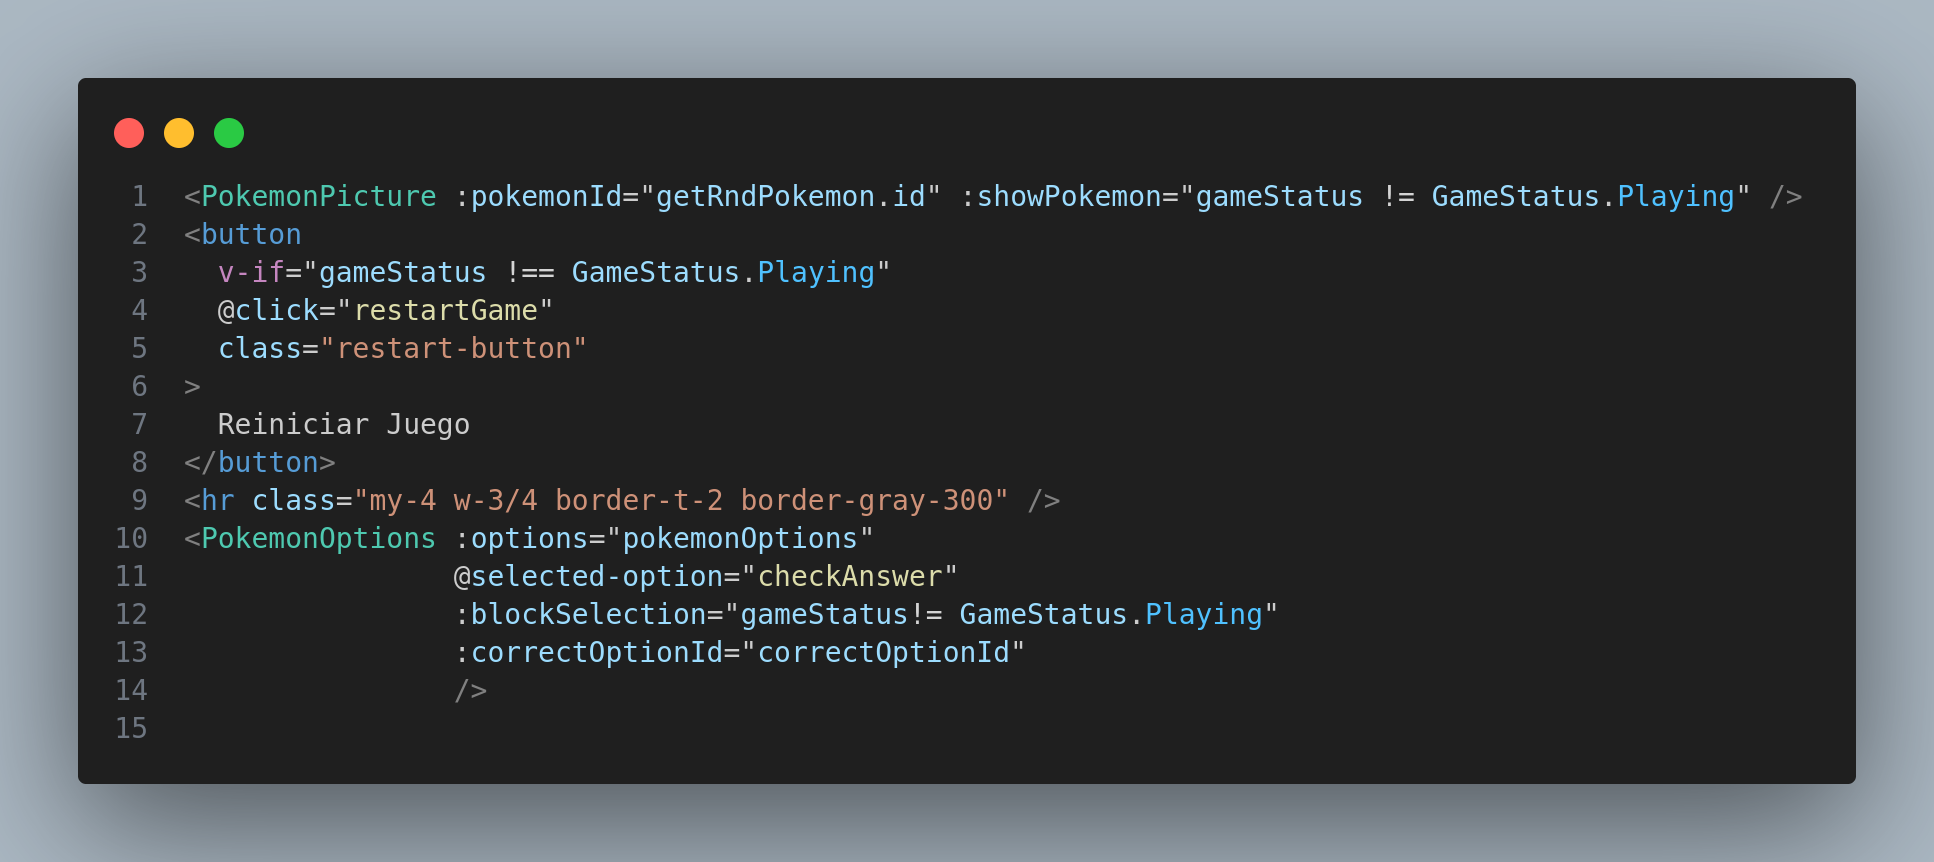 1 <PokemonPicture :pokemonId="getRndPokemon.id" :showPokemon="gameStatus != GameStatus.Playing" />
2 <button
3   v-if="gameStatus !== GameStatus.Playing"
4   @click="restartGame"
5   class="restart-button"
6 >
7   Reiniciar Juego
8 </button>
9 <hr class="my-4 w-3/4 border-t-2 border-gray-300" />
10 <PokemonOptions :options="pokemonOptions"
11                 @selected-option="checkAnswer"
12                 :blockSelection="gameStatus!= GameStatus.Playing"
13                 :correctOptionId="correctOptionId"
14                 />
15